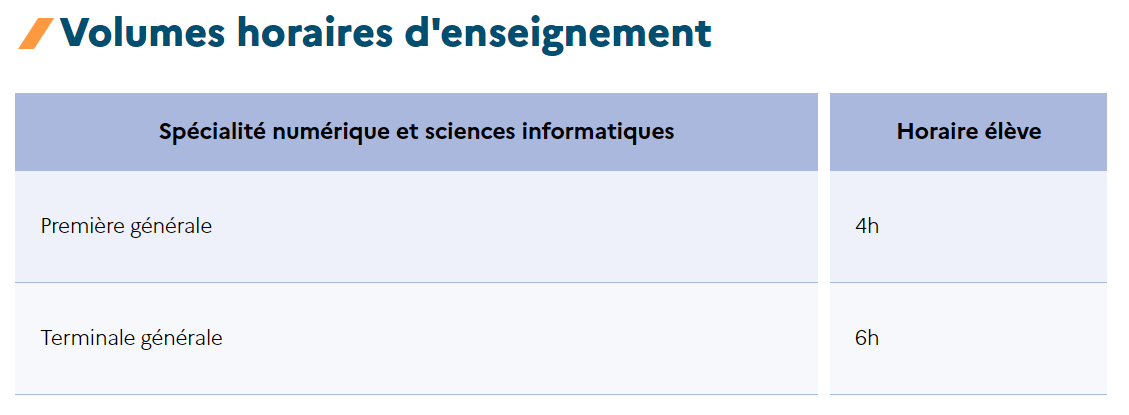 Volumes horaires d'enseignement
Spécialité numérique et sciences informatiques Horaire élève
Première générale 4h
Terminale générale 6h